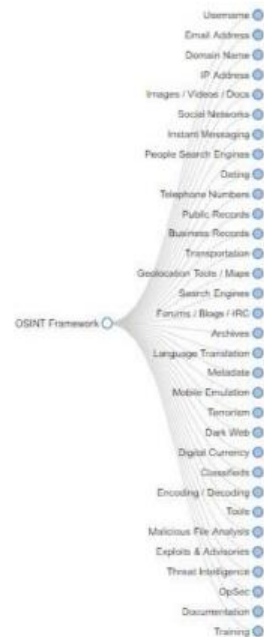 Username
Email Address
Domain Name
IP Address
Images / Videos / Docs
Social Networks
Instant Messaging
People Search Engines
Dating
Telephone Numbers
Public Records
Business Records
Transportation
Geolocation Tools / Maps
Search Engines
Forums / Blogs / IRC
OSINT Framework
Archives
Language Translation
Metadata
Mobile Emulation
Terrorism
Dark Web
Digital Currency
Classifieds
Encoding / Decoding
Tools
Malicious File Analysis
Exploits & Advisories
Threat Intelligence
OpSec
Documentation
Training